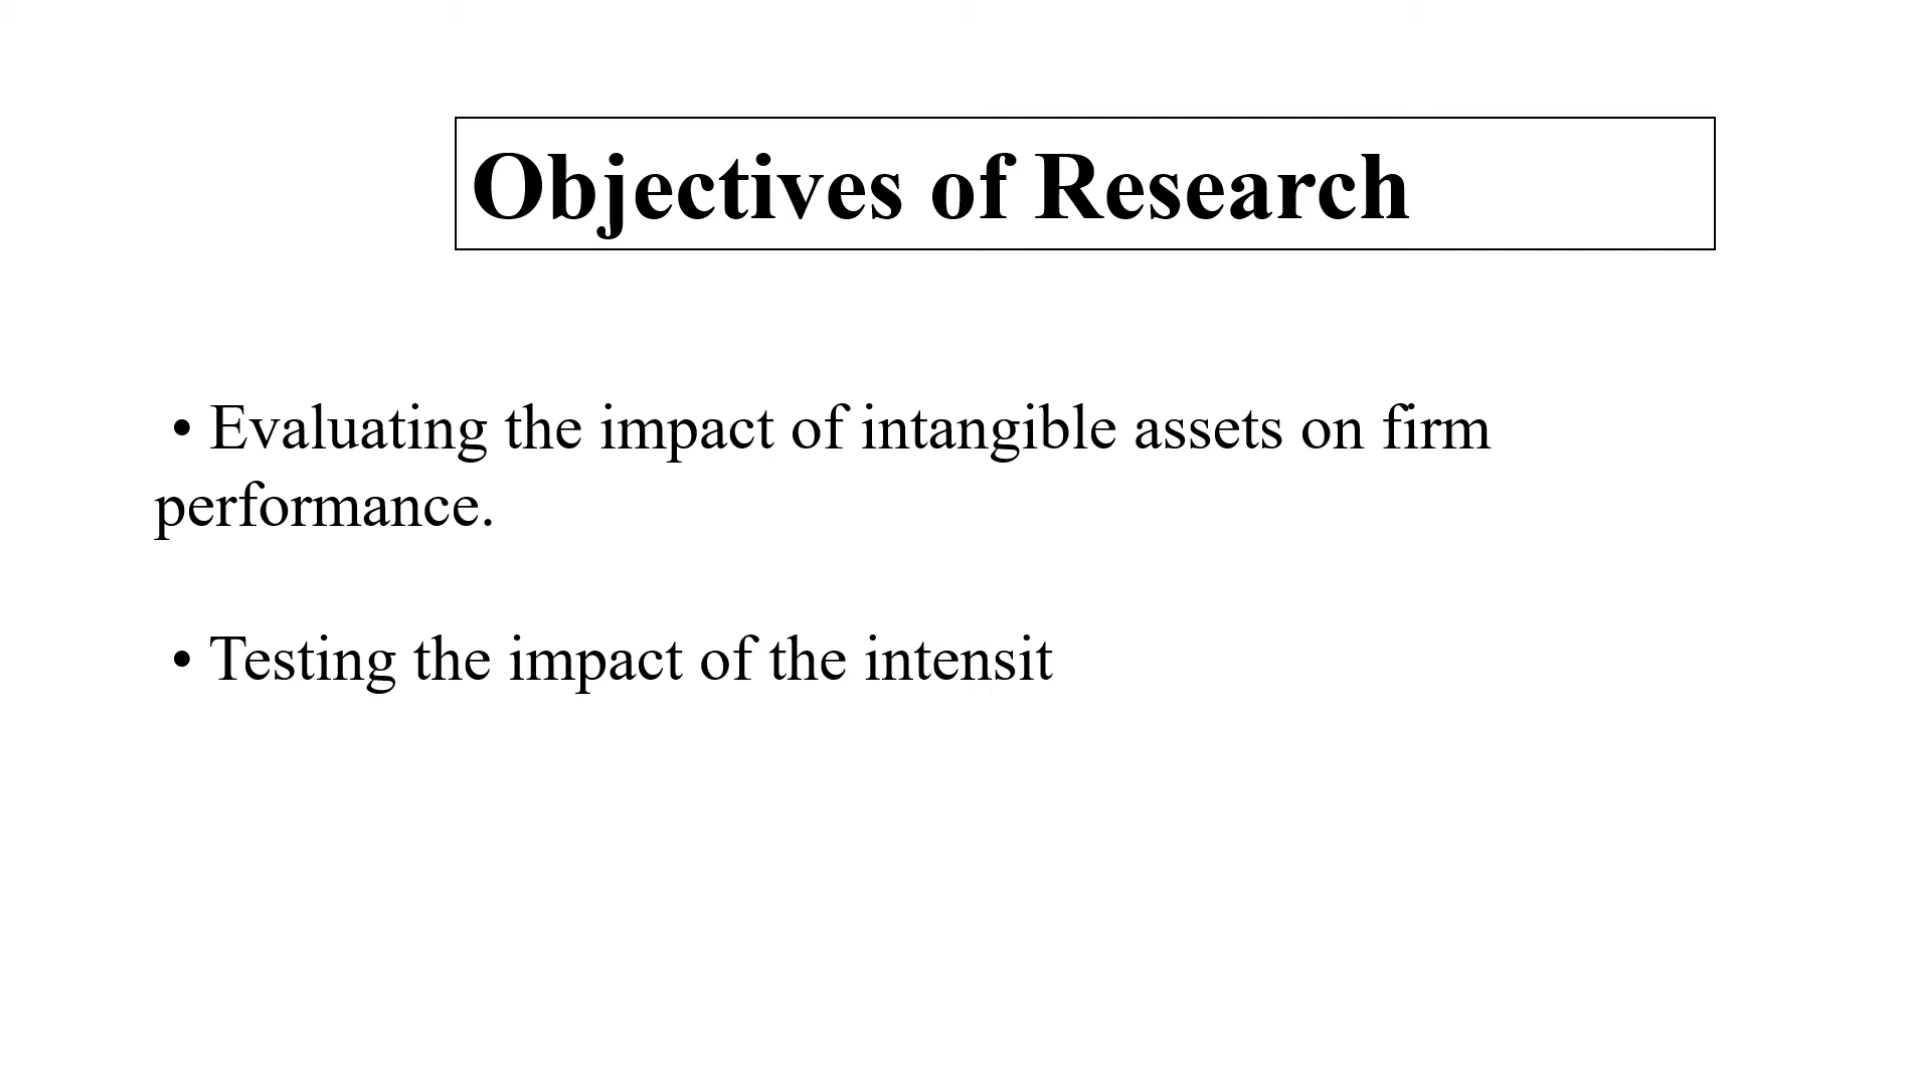 Objectives of Research
• Evaluating the impact of intangible assets on firm
performance.
• Testing the impact of the intensit